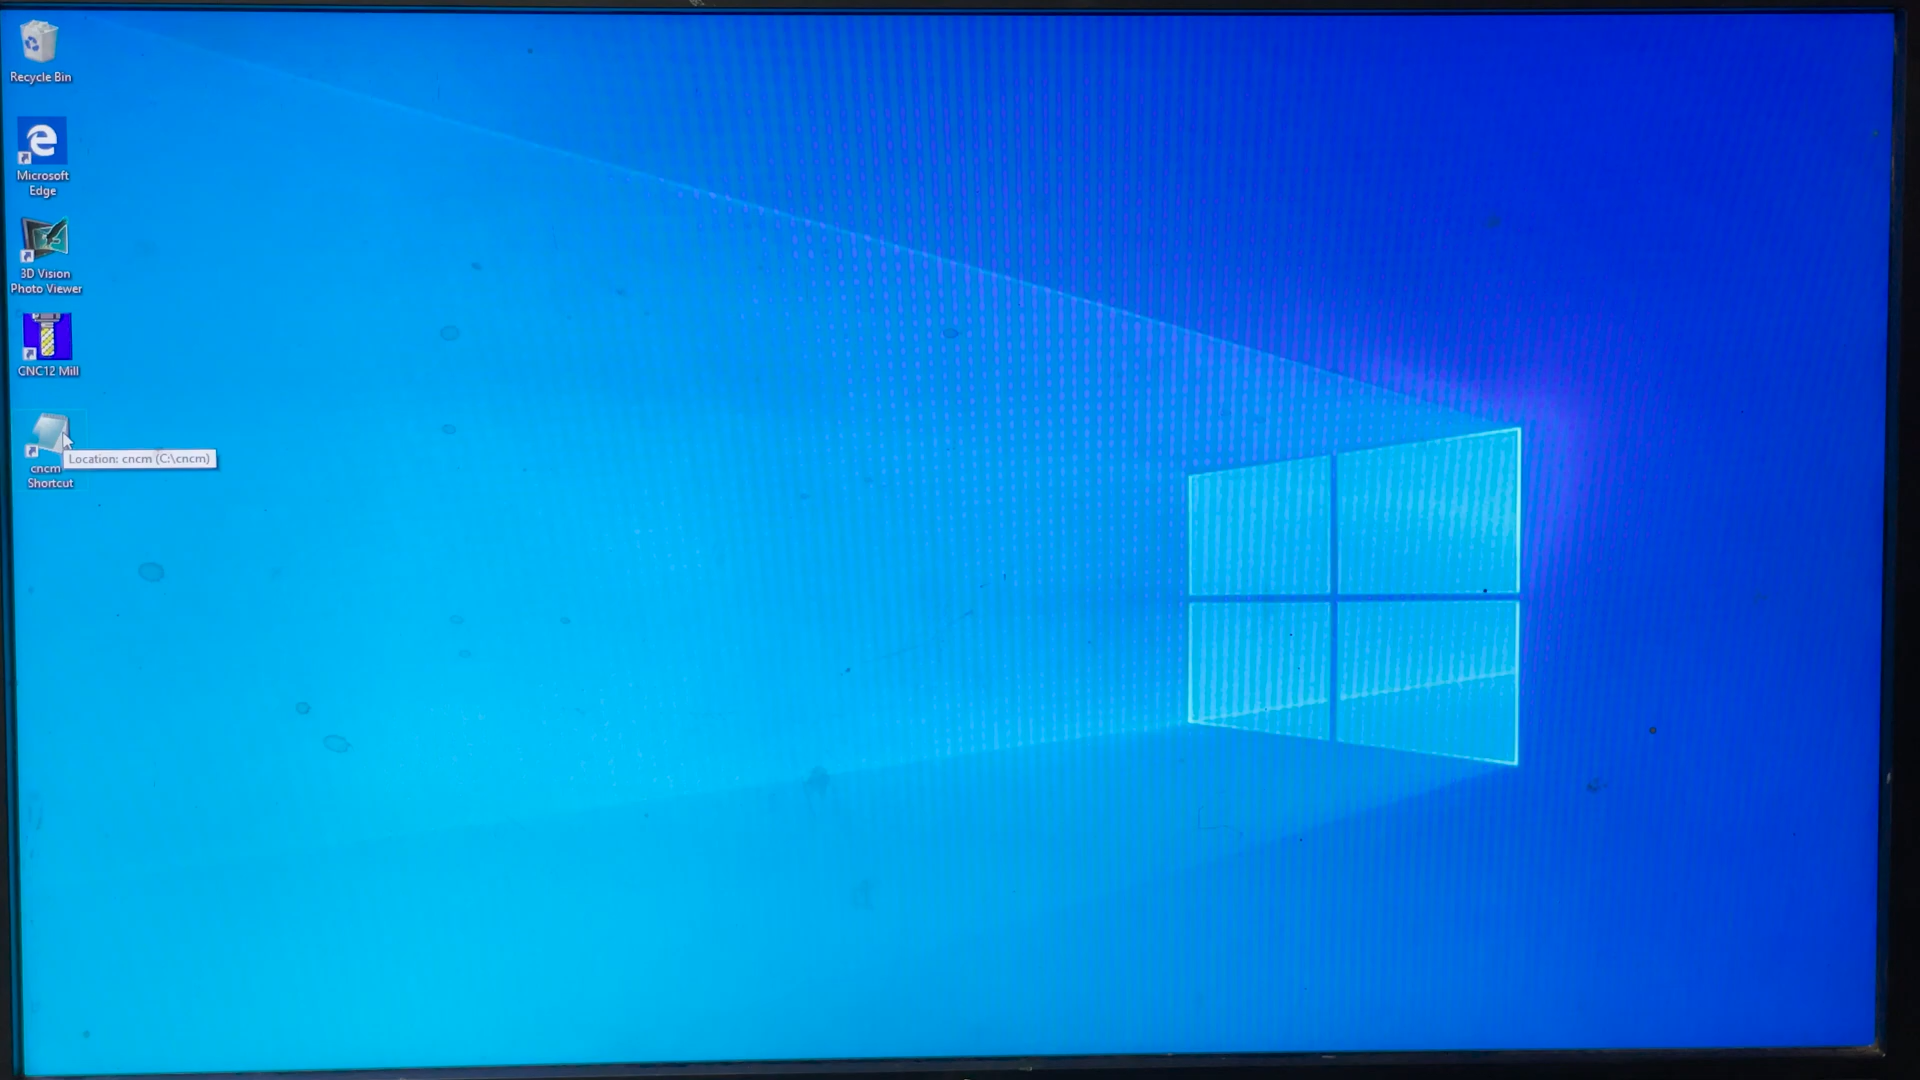 Recycle Bin
Microsoft
Edge
3D Vision
Photo Viewer
CNC12 Mill
cncm
Shortcut
Location: cncm (C:\cncm)